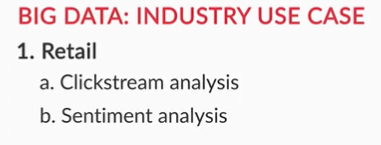 BIG DATA: INDUSTRY USE CASE
1. Retail
a. Clickstream analysis
b. Sentiment analysis